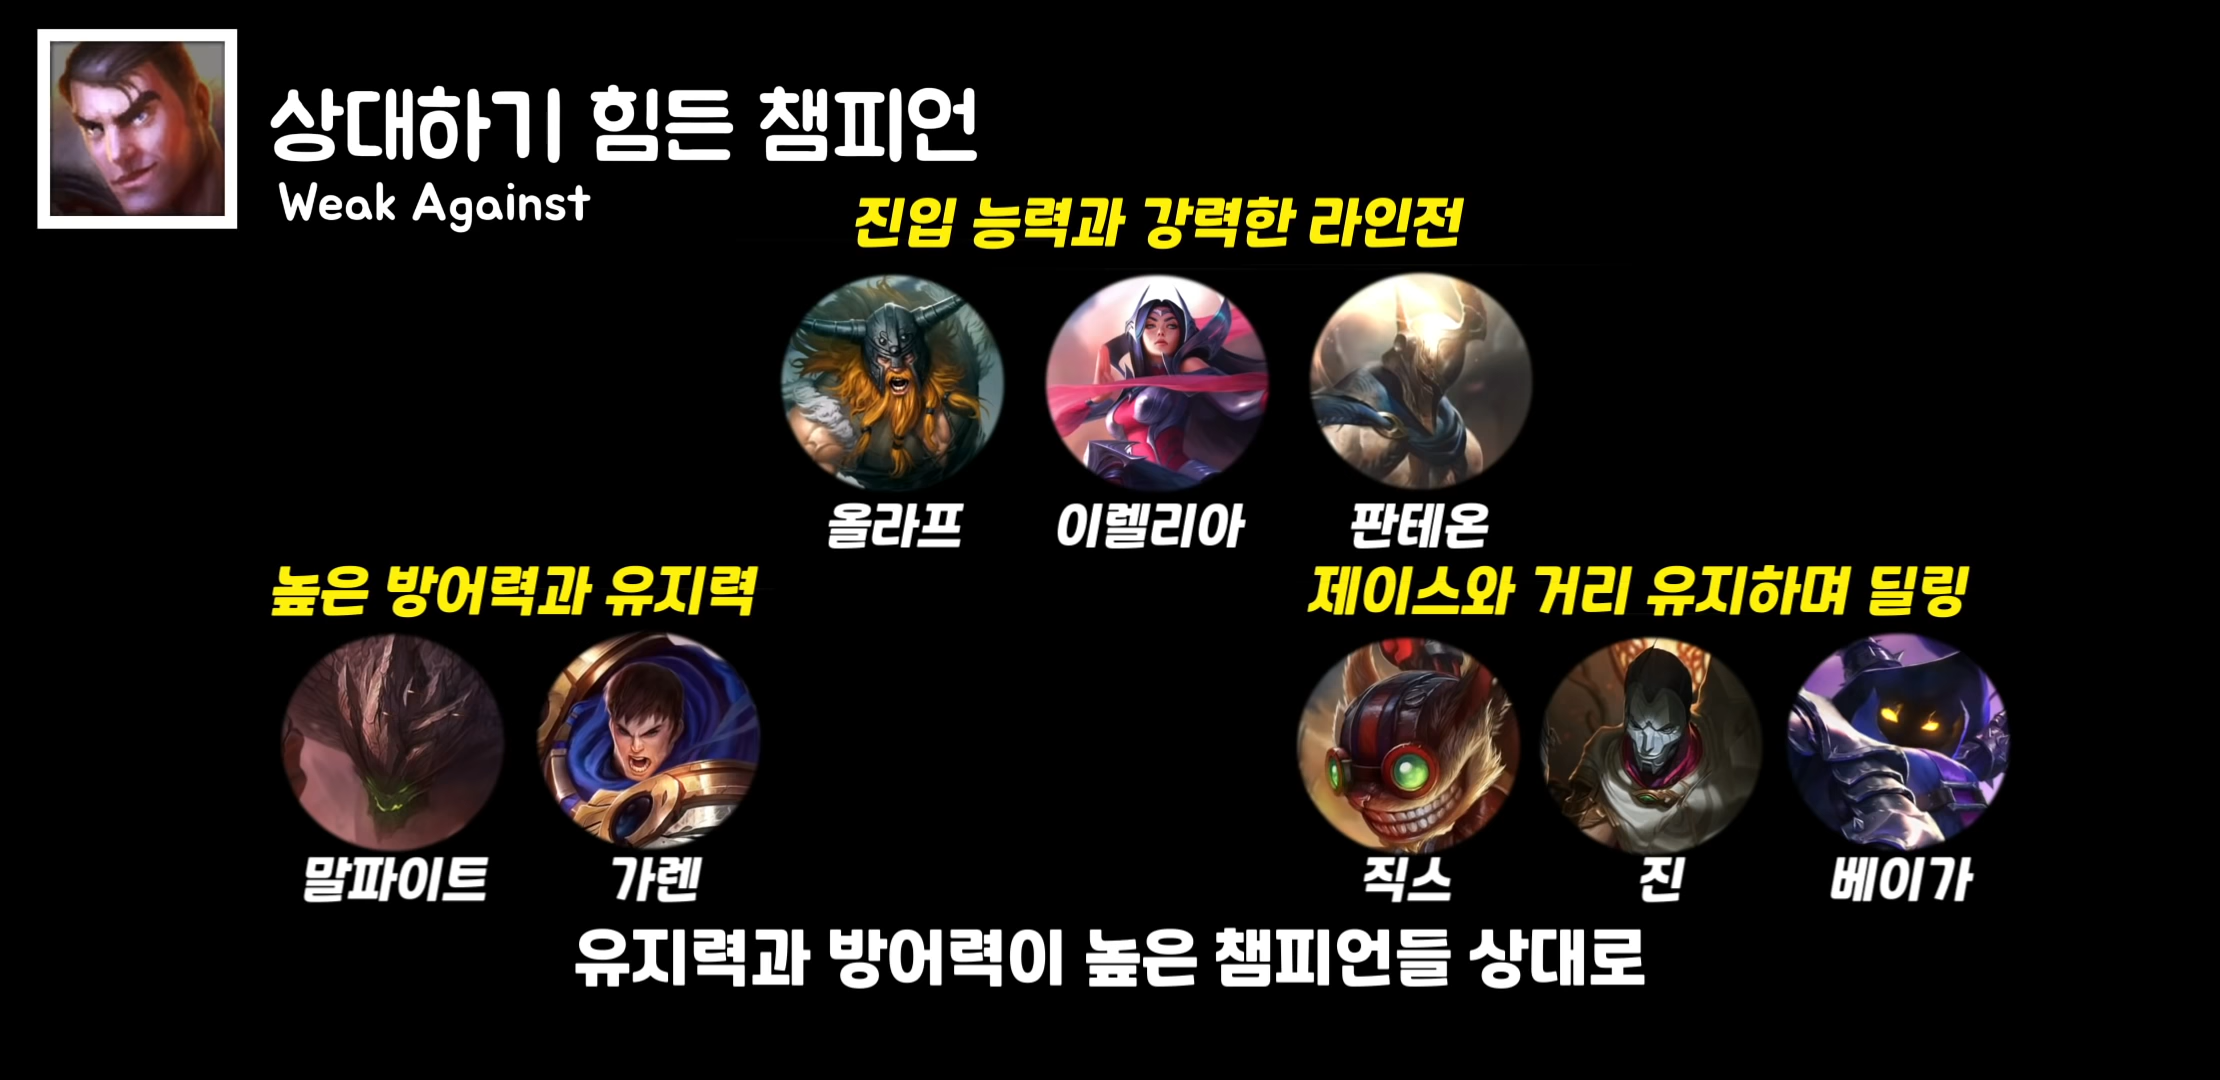 상대하기 힘든 챔피언
Weak Against
진입 능력과 강력한 라인전
올라프 이렐리아 판테온
높은 방어력과 유지력
말파이트 가렌
제이스와 거리 유지하며 딜링
직스 진 베이가
유지력과 방어력이 높은 챔피언들 상대로